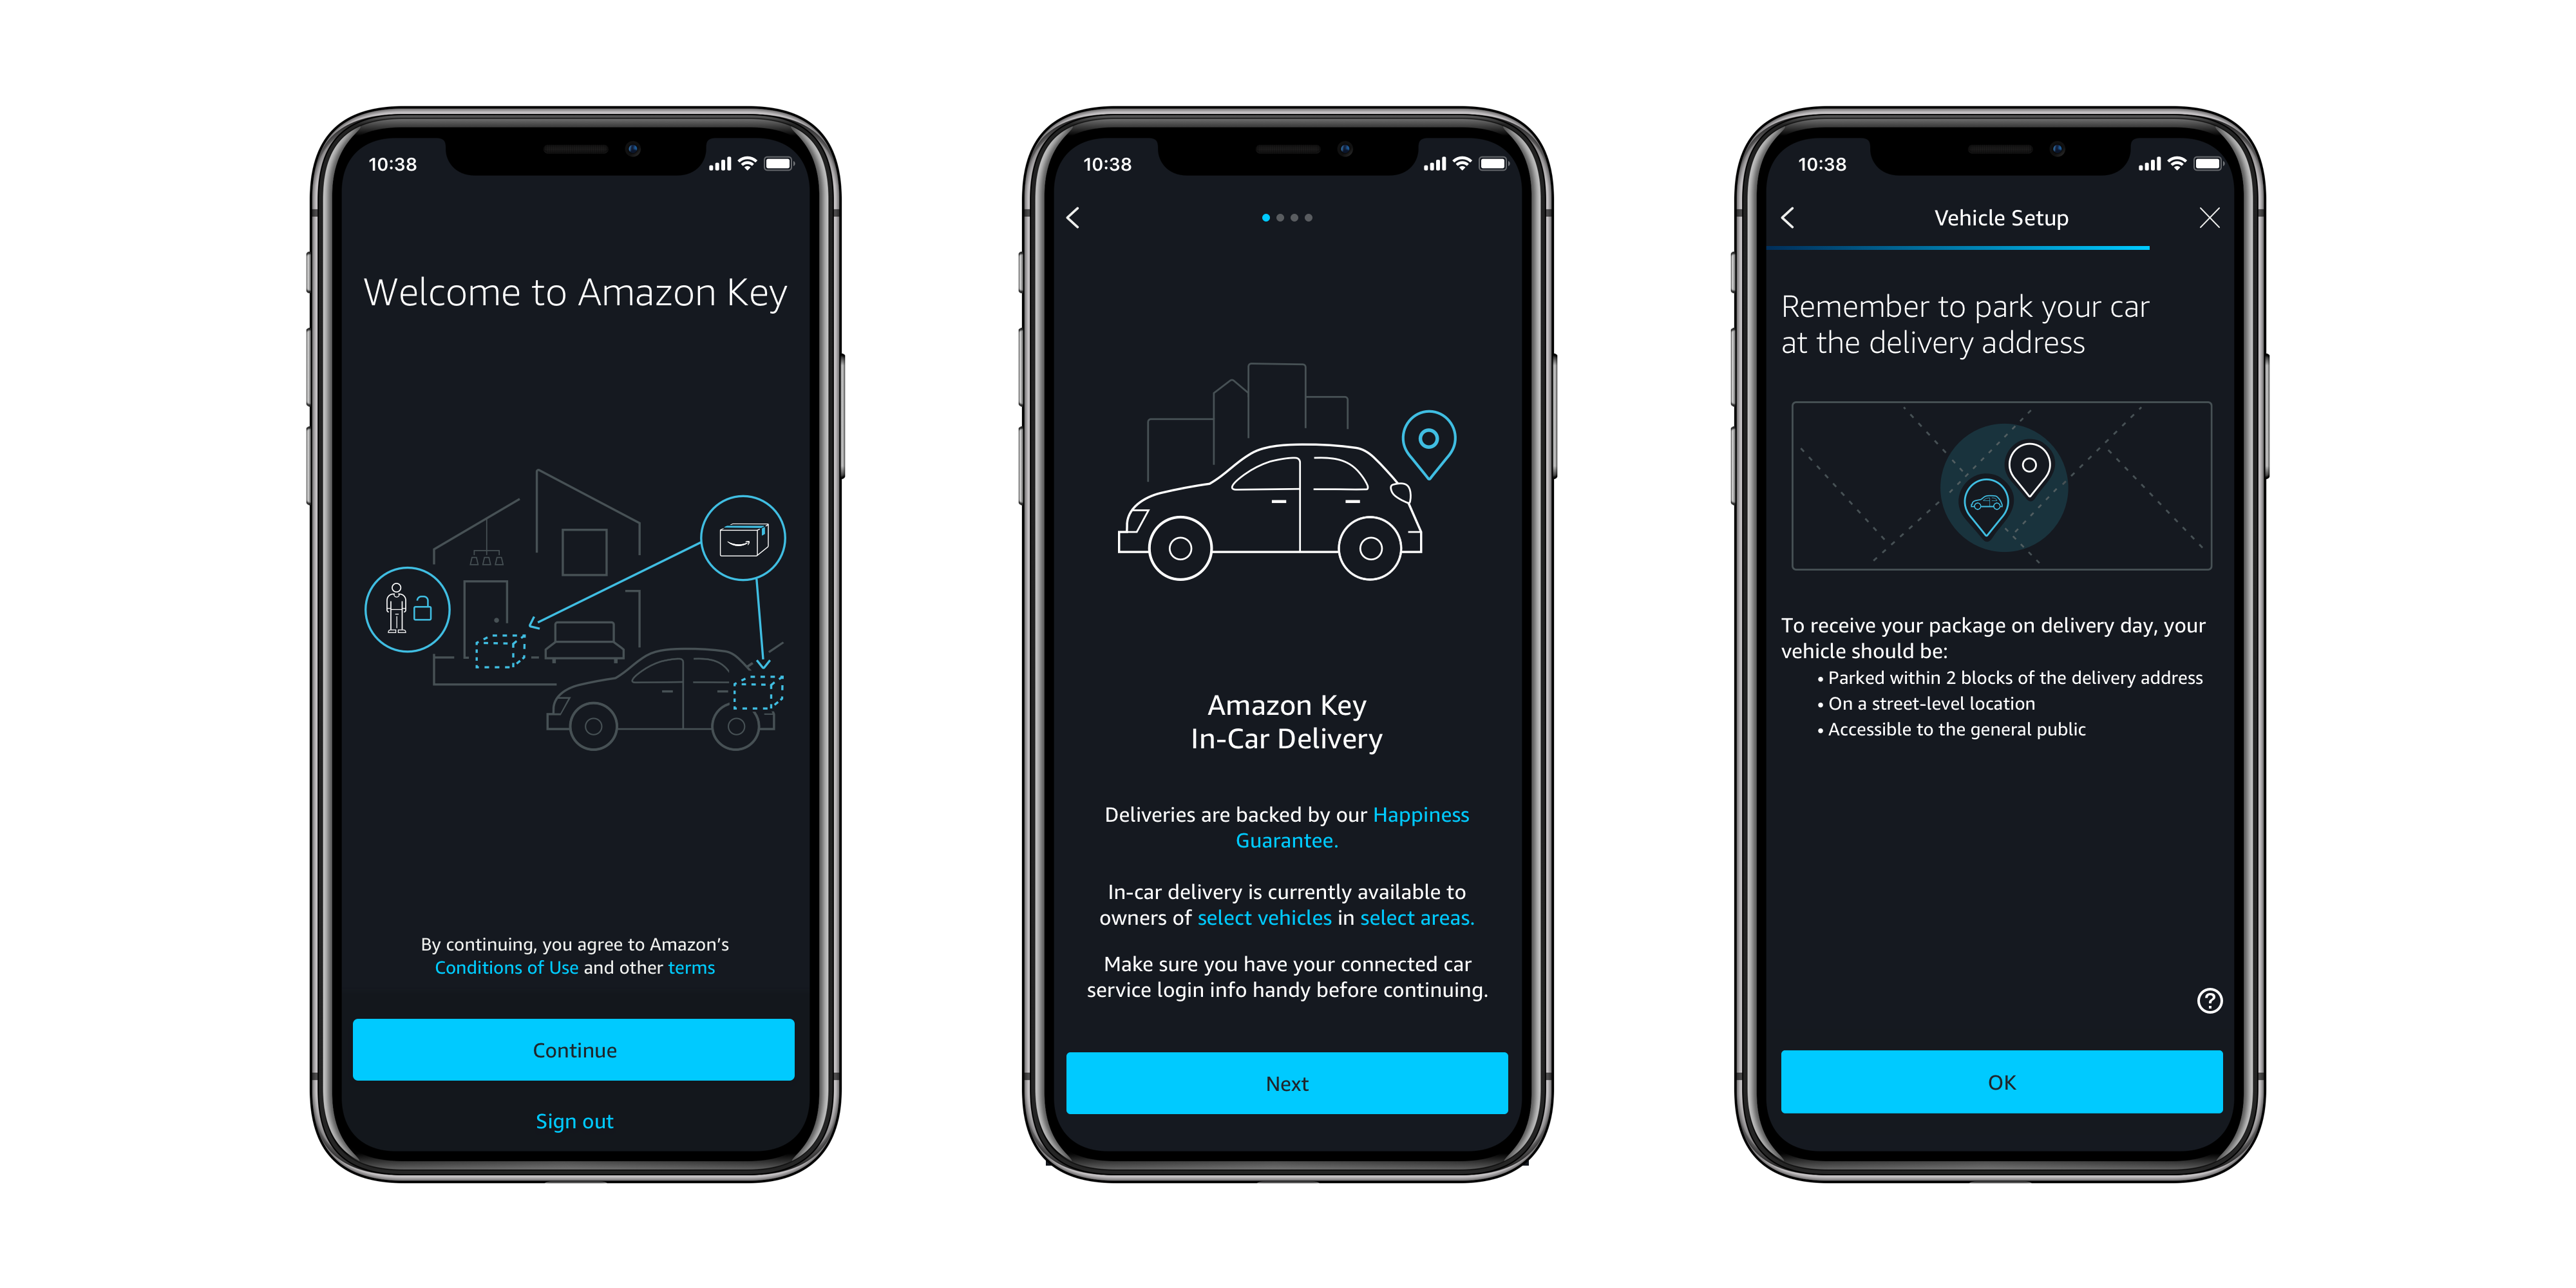 10:38
Welcome to Amazon Key
By continuing, you agree to Amazon’s
Conditions of Use and other terms
Continue
Sign out
10:38
Amazon Key
In-Car Delivery
Deliveries are backed by our Happiness
Guarantee.
In-car delivery is currently available to
owners of select vehicles in select areas.
Make sure you have your connected car
service login info handy before continuing.
Next
10:38
Vehicle Setup
Remember to park your car
at the delivery address
To receive your package on delivery day, your
vehicle should be:
• Parked within 2 blocks of the delivery address
• On a street-level location
• Accessible to the general public
?
OK